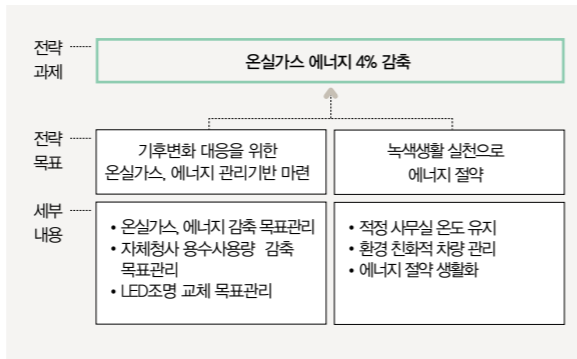 전략
과제
온실가스 에너지 4% 감축
전략
목표
기후변화 대응을 위한
온실가스, 에너지 관리기반 마련
녹색생활 실천으로
에너지 절약
세부
내용
• 온실가스, 에너지 감축 목표관리
• 자체청사 용수사용량 감축
목표관리
• LED조명 교체 목표관리
• 적정 사무실 온도 유지
• 환경 친화적 차량 관리
• 에너지 절약 생활화